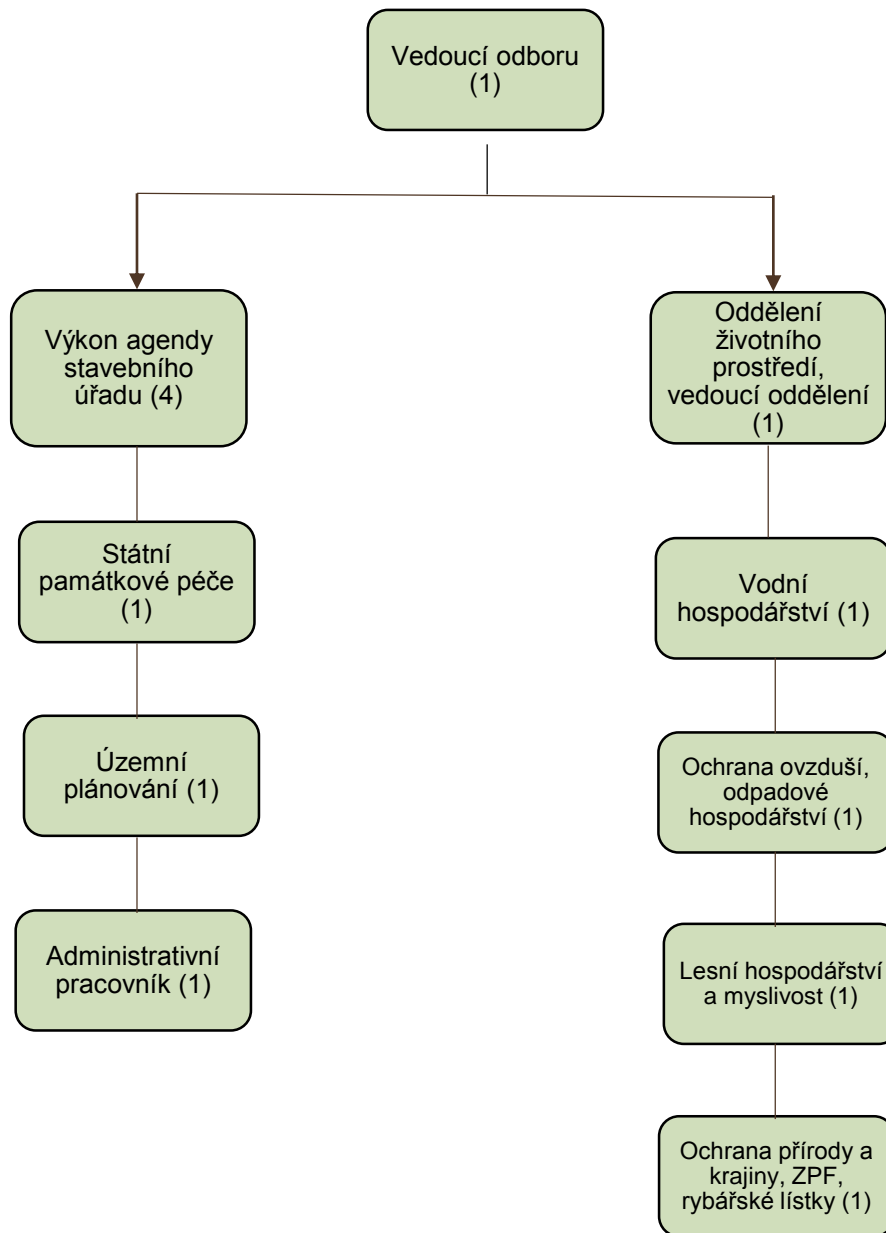 Vedoucí odboru
(1)
Výkon agendy
stavebního
úřadu (4)
Státní
památkové péče
(1)
Územní
plánování (1)
Administrativní
pracovník (1)
Oddělení
životního
prostředí,
vedoucí oddělení
(1)
Vodní
hospodářství (1)
Ochrana ovzduší,
odpadové
hospodářství (1)
Lesní hospodářství
a myslivost (1)
Ochrana přírody a
krajiny, ZPF,
rybářské lístky (1)